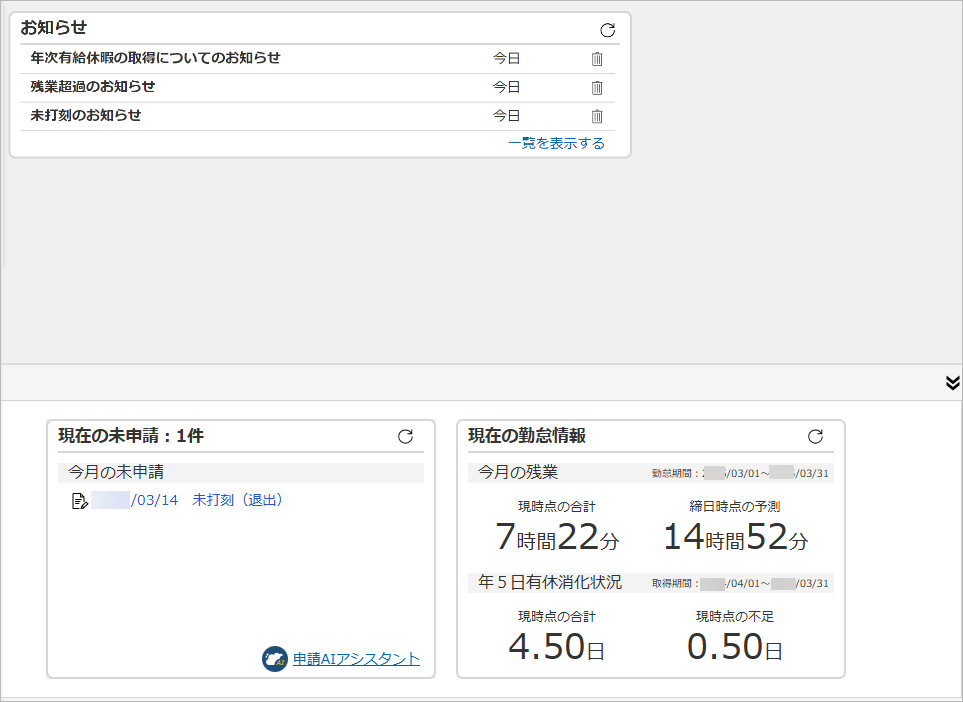 お知らせ
年次有給休暇の取得についてのお知らせ 今日
残業超過のお知らせ 今日
未打刻のお知らせ 今日
一覧を表示する
現在の未申請：1件
今月の未申請
/03/14 未打刻（退出）
AI 申請AIアシスタント
現在の勤怠情報
今月の残業 勤怠期間：/03/01～/03/31
現時点の合計 締日時点の予測
7時間22分 14時間52分
年５日有休消化状況 取得期間：/04/01～/03/31
現時点の合計 現時点の不足
4.50日 0.50日